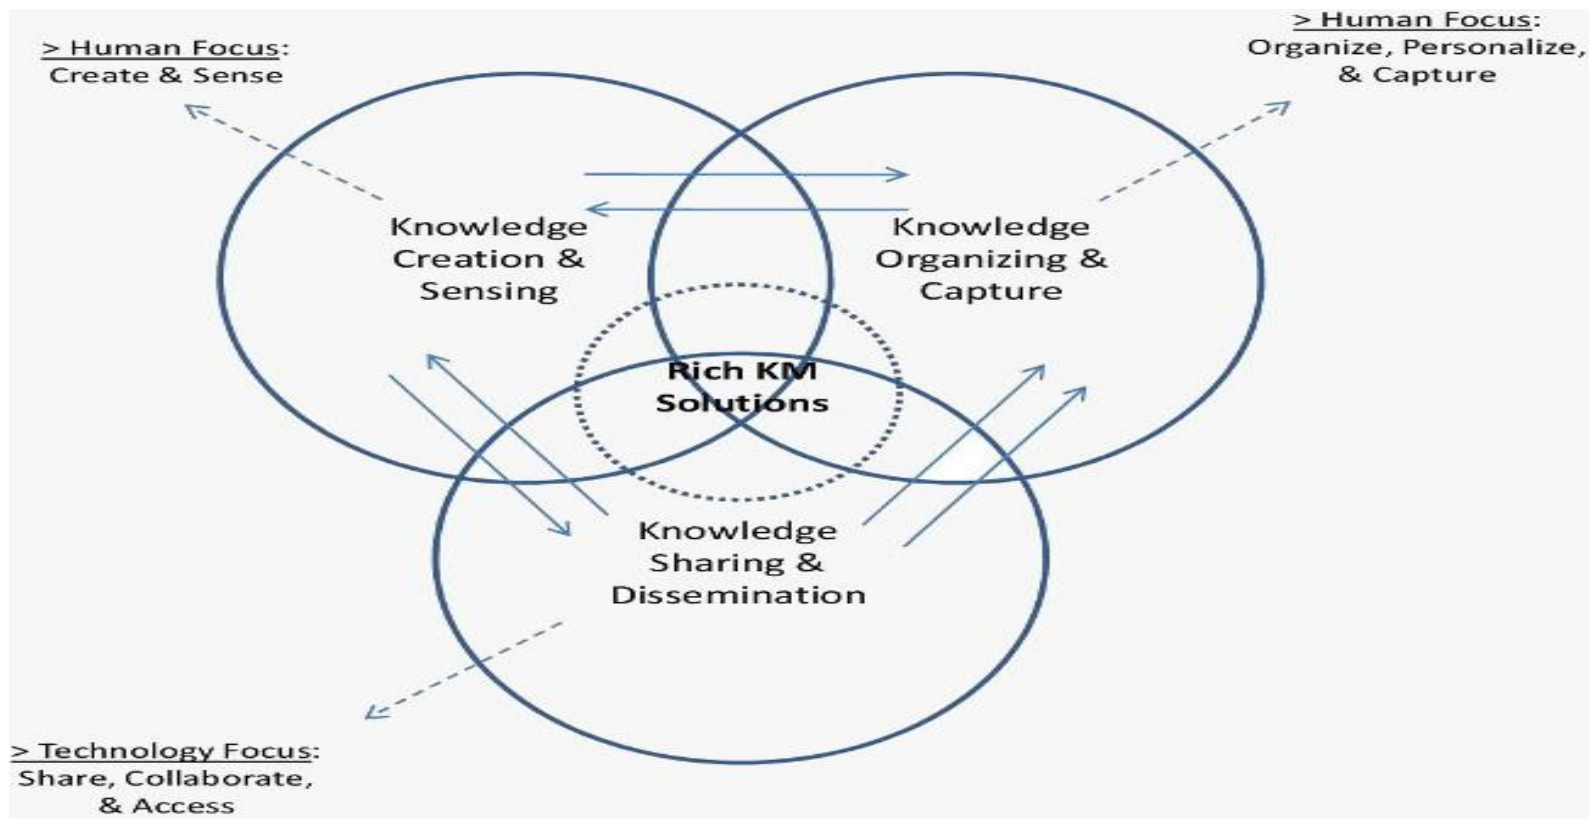 > Human Focus:
Create & Sense
> Human Focus:
Organize, Personalize,
& Capture
Knowledge
Creation &
Sensing
Knowledge
Organizing &
Capture
Rich KM
Solutions
Knowledge
Sharing &
Dissemination
> Technology Focus:
Share, Collaborate,
& Access